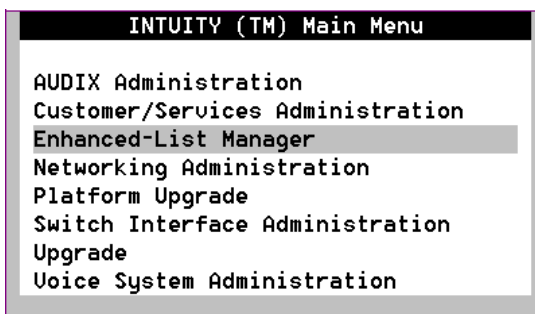 INTUITY (TM) Main Menu
AUDIX Administration
Customer/Services Administration
Enhanced-List Manager
Networking Administration
Platform Upgrade
Switch Interface Administration
Upgrade
Voice System Administration